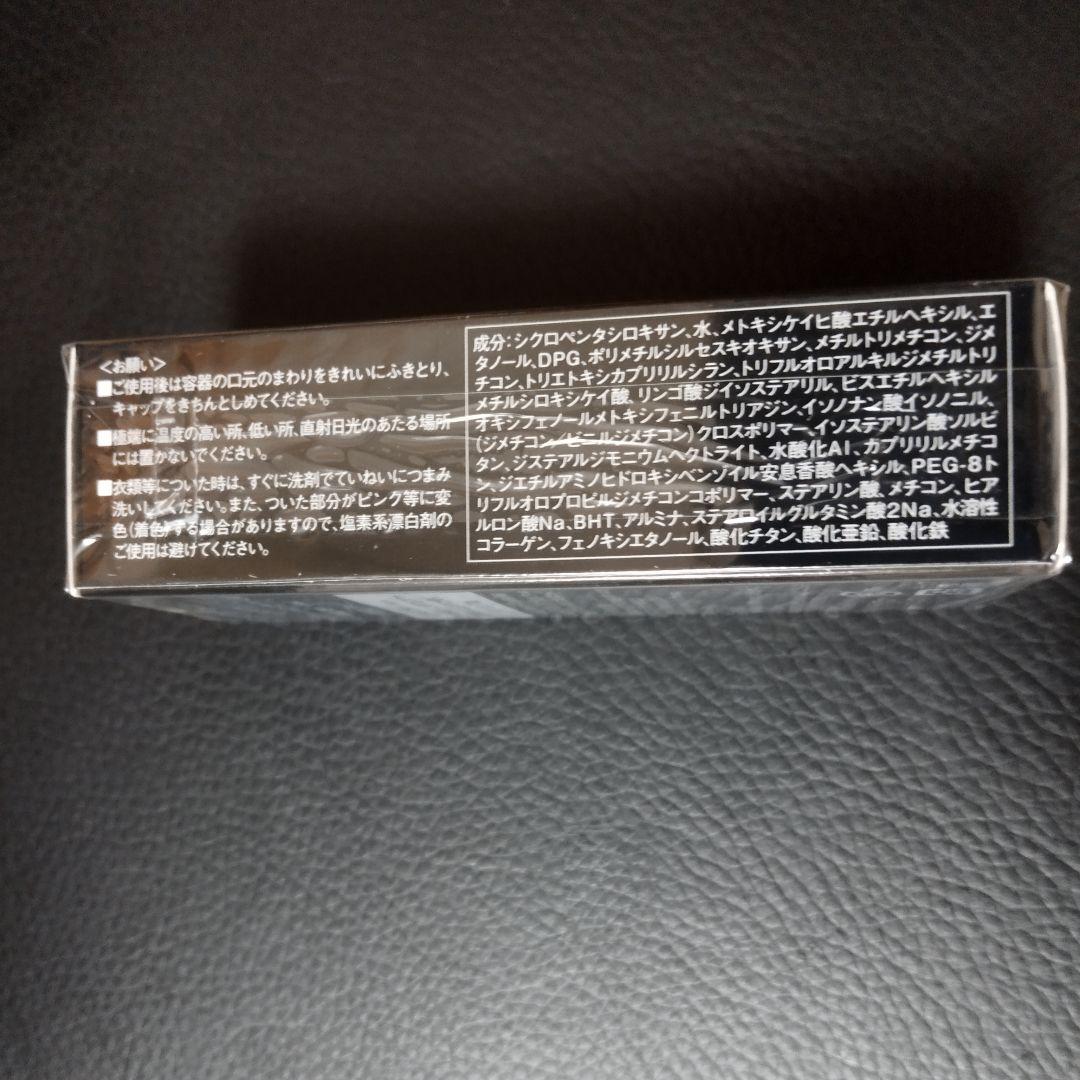 <お願い>
■ご使用後は容器の口元のまわりをきれいにふきとり、
キャップをきちんとしめてください。
■極端に温度の高い所、低い所、直射日光のあたる場所
には置かないでください。
■衣類等についた時は、すぐに洗剤でていねいにつまみ
洗いしてください。また、ついた部分がピンク等に変
色(着色)する場合がありますので、塩素系漂白剤の
ご使用は避けてください。
成分:シクロペンタシロキサン、水、メトキシケイヒ酸エチルヘキシル、エ
タノール、DPG、ポリメチルシルセスキオキサン、メチルトリメチコン、ジメ
チコン、トリエトキシカプリリルシラン、トリフルオロアルキルジメチルトリ
メチルシロキシケイ酸、リンゴ酸ジイソステアリル、ビスエチルヘキシル
オキシフェノールメトキシフェニルトリアジン、イソノナン酸イソノニル、
(ジメチコン/ビニルジメチコン)クロスポリマー、イソステアリン酸ソルビ
タン、ジステアルジモニウムヘクトライト、水酸化Al、カプリリルメチコ
ン、ジエチルアミノヒドロキシベンゾイル安息香酸ヘキシル、PEG-8ト
リフルオロプロピルジメチコンコポリマー、ステアリン酸、メチコン、ヒア
ルロン酸Na、BHT、アルミナ、ステアロイルグルタミン酸2Na、水溶性
コラーゲン、フェノキシエタノール、酸化チタン、酸化亜鉛、酸化鉄